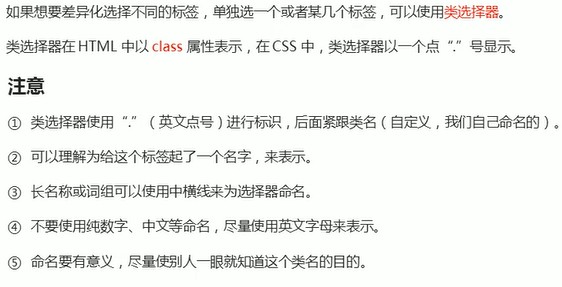 如果想要差异化选择不同的标签，单独选一个或者某几个标签，可以使用类选择器。
类选择器在 HTML 中以 class 属性表示，在 CSS 中，类选择器以一个点“.”号显示。
注意
① 类选择器使用“.”（英文点号）进行标识，后面紧跟类名（自定义，我们自己命名的）。
② 可以理解为给这个标签起了一个名字，来表示。
③ 长名称或词组可以使用中横线来为选择器命名。
④ 不要使用纯数字、中文等命名，尽量使用英文字母来表示。
⑤ 命名要有意义，尽量使别人一眼就知道这个类名的目的。